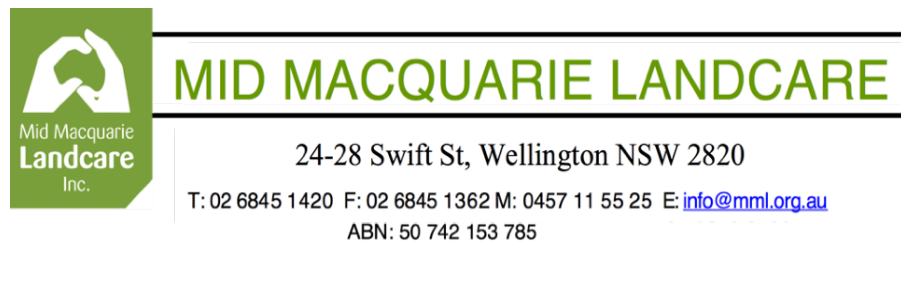 Mid Macquarie
Landcare
Inc.
MID MACQUARIE LANDCARE
24-28 Swift St, Wellington NSW 2820
T: 02 6845 1420 F: 02 6845 1362 M: 0457 11 55 25 E: info@mml.org.au
ABN: 50 742 153 785